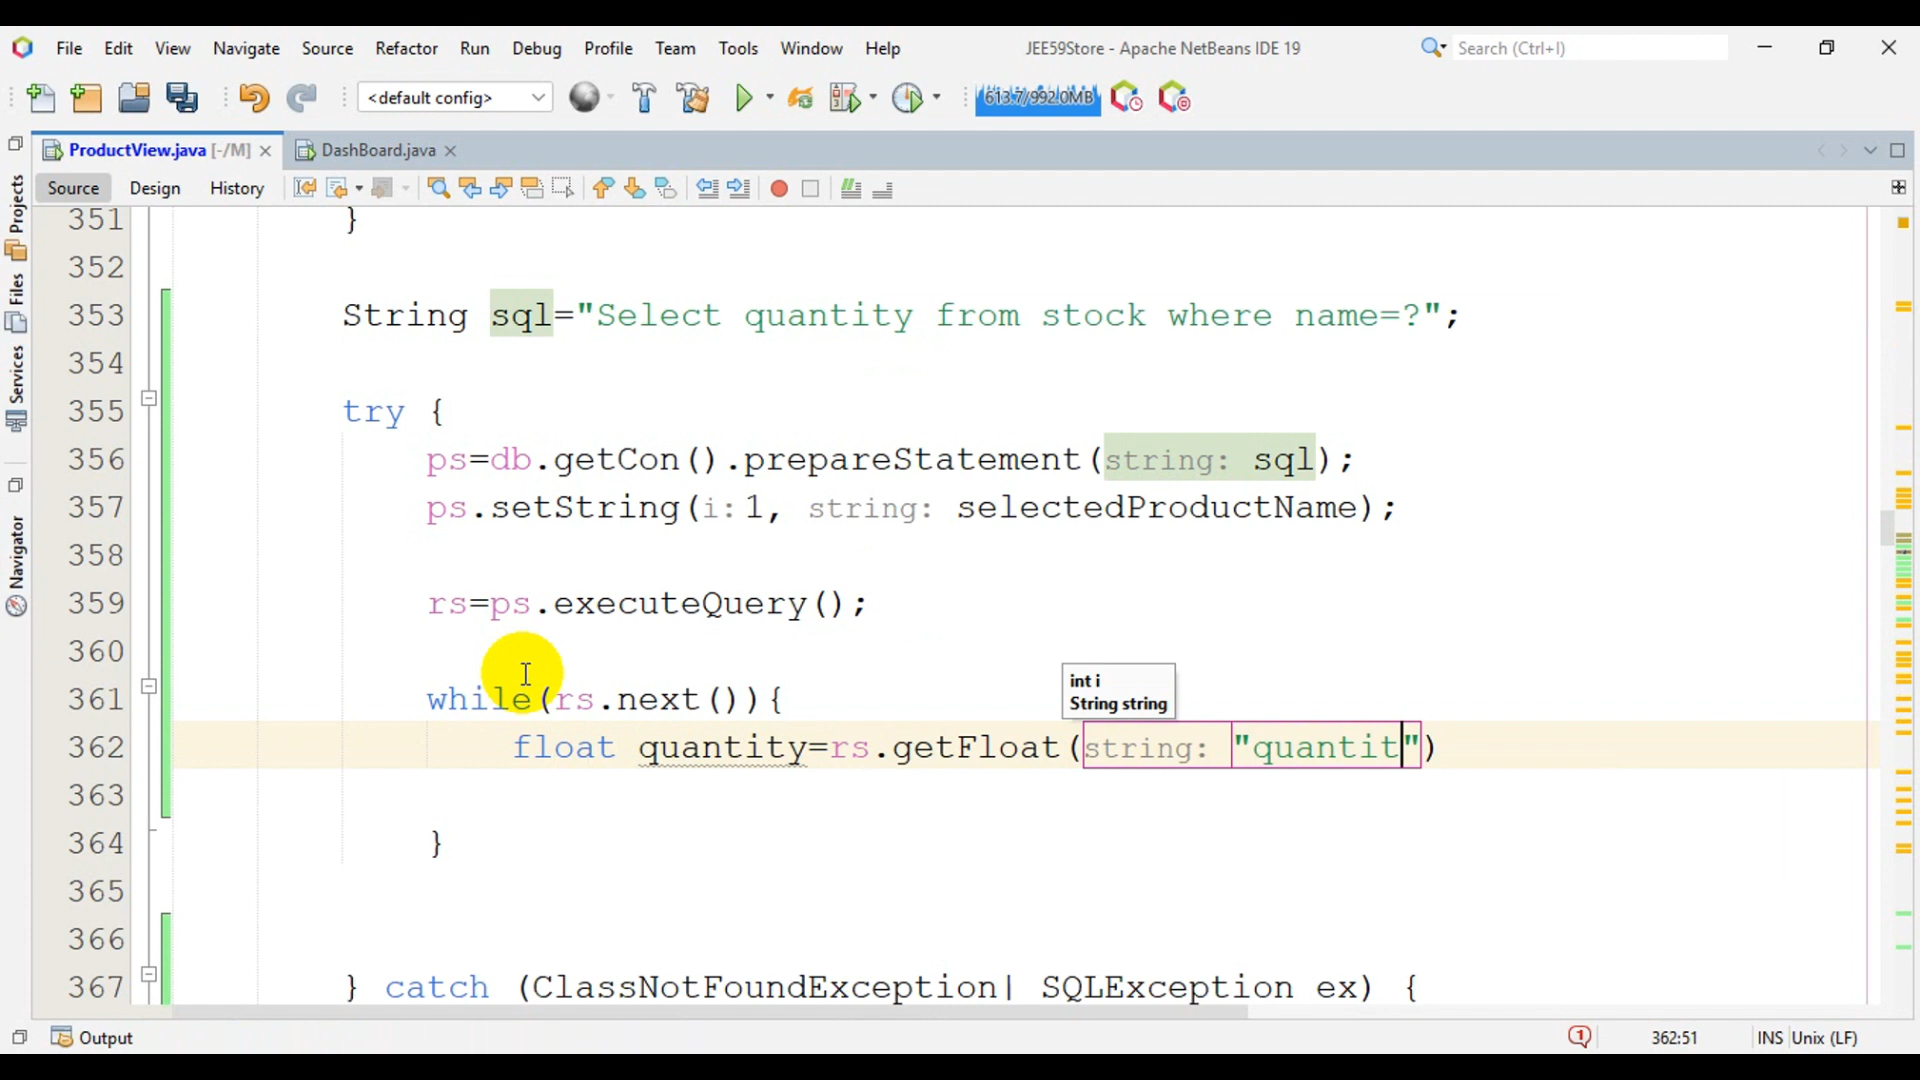 File Edit View Navigate Source Refactor Run Debug Profile Team Tools Window Help JEE59Store - Apache NetBeans IDE 19 Search (Ctrl+I)
<default config> 613.7/992.0MB
ProductView.java [-/M] DashBoard.java
Source Design History
Projects
Files
Services
Navigator
351 }
352
353 String sql="Select quantity from stock where name=?";
354
355 try {
356 ps=db.getCon().prepareStatement(string: sql);
357 ps.setString(i: 1, string: selectedProductName);
358
359 rs=ps.executeQuery();
360
int i
String string
361 while(rs.next()){
362 float quantity=rs.getFloat(string: "quantit")
363
364 }
365
366
367 } catch (ClassNotFoundException| SQLException ex) {
Output 362:51 INS Unix (LF)